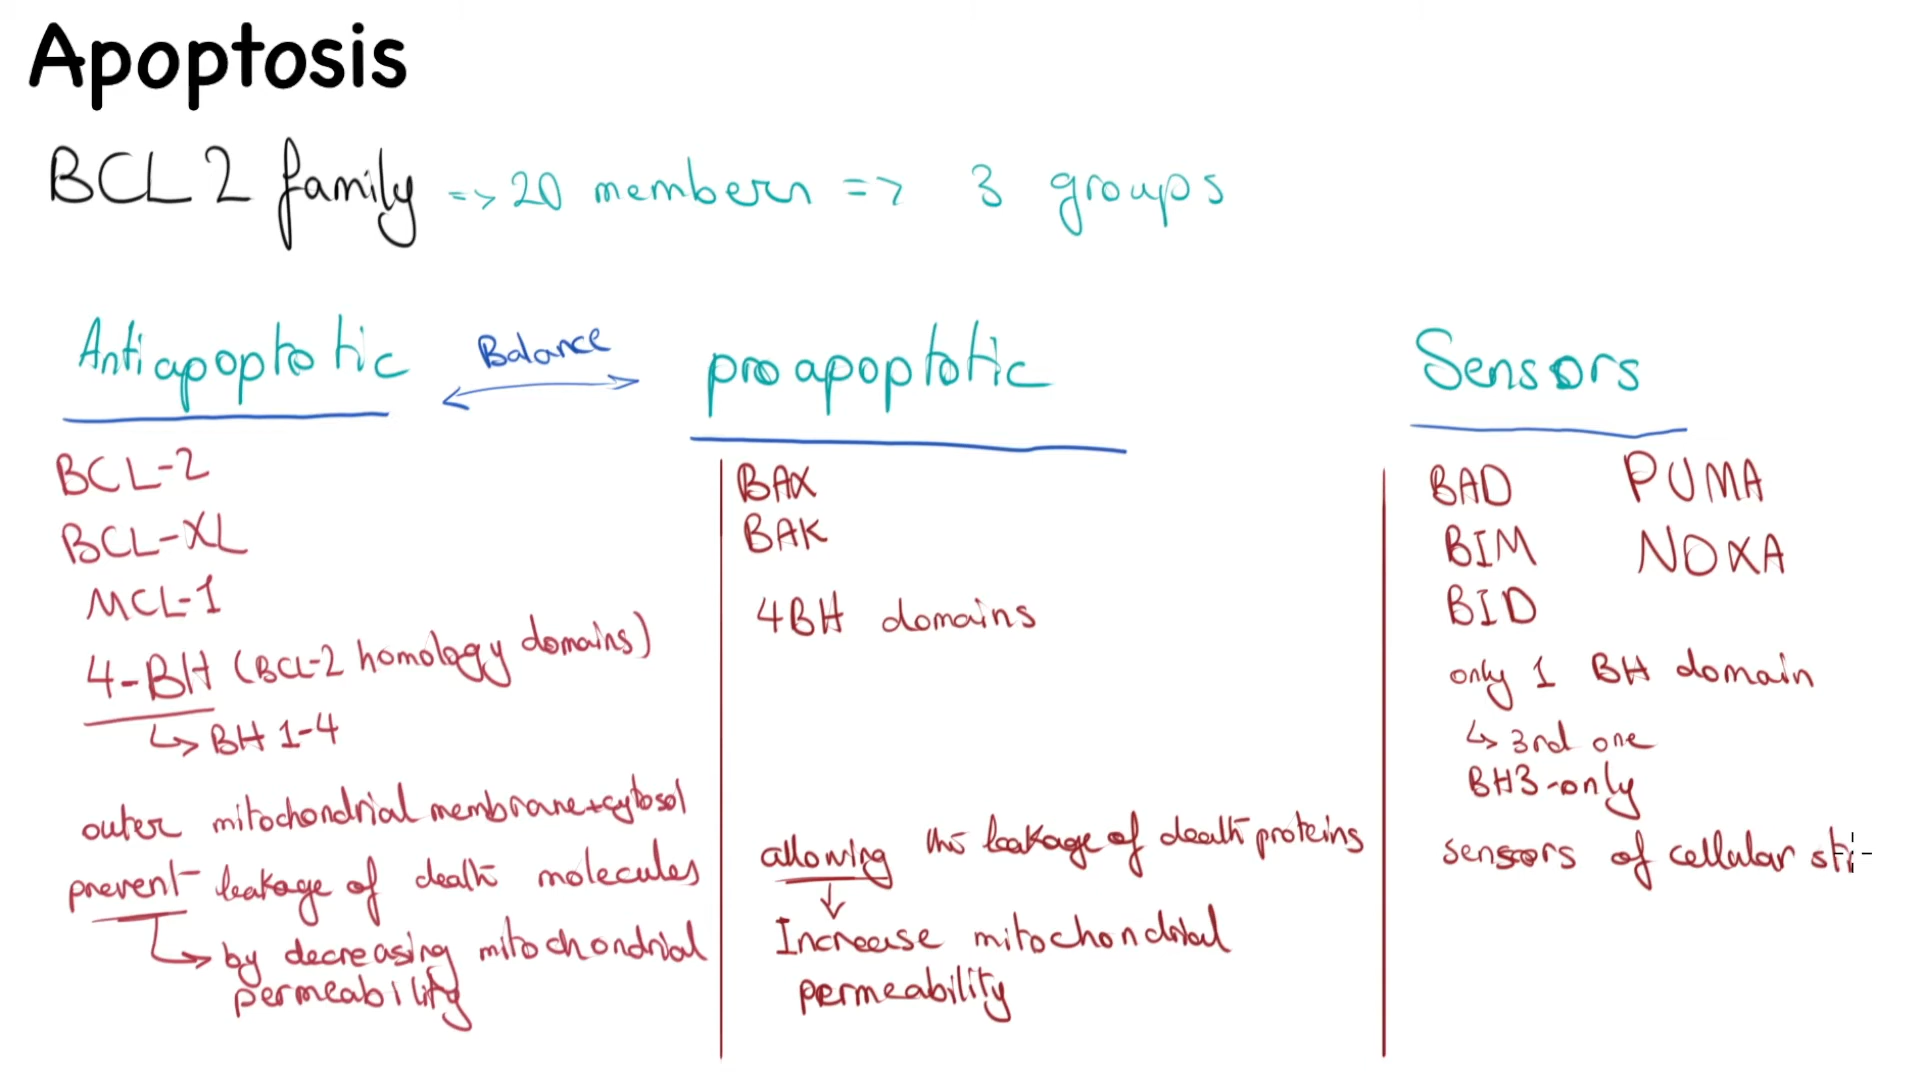 Apoptosis
BCL2 family => 20 members => 3 groups
Antiapoptotic
Balance
proapoptotic
Sensors
BCL-2
BCL-XL
MCL-1
4-BH (BCL-2 homology domains)
↳ BH 1-4
outer mitochondrial membrane+cytosol
prevent leakage of death molecules
↳ by decreasing mitochondrial
permeability
BAX
BAK
4BH domains
allowing this leakage of death proteins
↓
Increase mitochondrial
permeability
BAD PUMA
BIM NOXA
BID
only 1 BH domain
↳ 3rd one
BH3-only
sensors of cellular